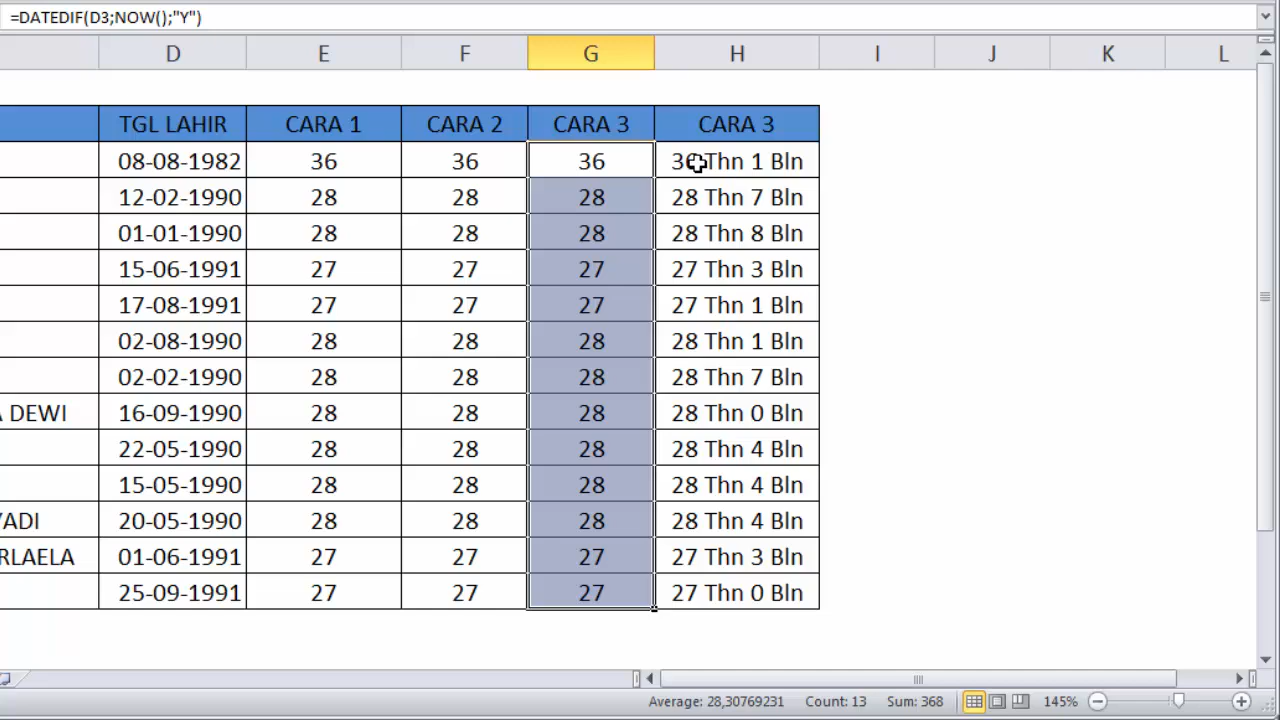 =DATEDIF(D3;NOW();"Y")
D E F G H I J K L
TGL LAHIR CARA 1 CARA 2 CARA 3 CARA 3
08-08-1982 36 36 36 36 Thn 1 Bln
12-02-1990 28 28 28 28 Thn 7 Bln
01-01-1990 28 28 28 28 Thn 8 Bln
15-06-1991 27 27 27 27 Thn 3 Bln
17-08-1991 27 27 27 27 Thn 1 Bln
02-08-1990 28 28 28 28 Thn 1 Bln
02-02-1990 28 28 28 28 Thn 7 Bln
A DEWI 16-09-1990 28 28 28 28 Thn 0 Bln
22-05-1990 28 28 28 28 Thn 4 Bln
15-05-1990 28 28 28 28 Thn 4 Bln
YADI 20-05-1990 28 28 28 28 Thn 4 Bln
RLAELA 01-06-1991 27 27 27 27 Thn 3 Bln
25-09-1991 27 27 27 27 Thn 0 Bln
Average: 28,30769231 Count: 13 Sum: 368 145%